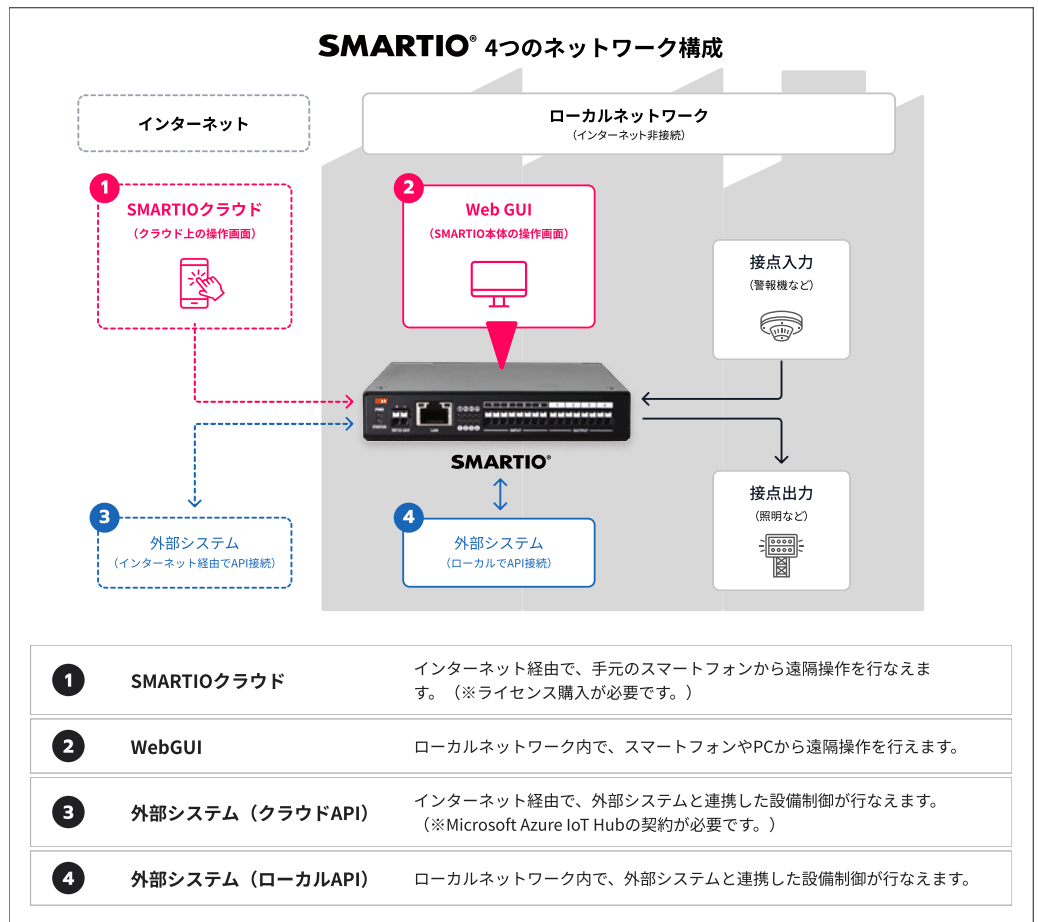 SMARTIO® 4つのネットワーク構成
インターネット
ローカルネットワーク
（インターネット非接続）
1
SMARTIOクラウド
（クラウド上の操作画面）
2
Web GUI
（SMARTIO本体の操作画面）
接点入力
（警報機など）
PWR
STATUS
LAN
INPUT
OUTPUT
SMARTIO®
接点出力
（照明など）
3
外部システム
（インターネット経由でAPI接続）
4
外部システム
（ローカルでAPI接続）
1
SMARTIOクラウド
インターネット経由で、手元のスマートフォンから遠隔操作を行なえま
す。（※ライセンス購入が必要です。）
2
WebGUI
ローカルネットワーク内で、スマートフォンやPCから遠隔操作を行えます。
3
外部システム（クラウドAPI）
インターネット経由で、外部システムと連携した設備制御が行なえます。
（※Microsoft Azure IoT Hubの契約が必要です。）
4
外部システム（ローカルAPI）
ローカルネットワーク内で、外部システムと連携した設備制御が行なえます。